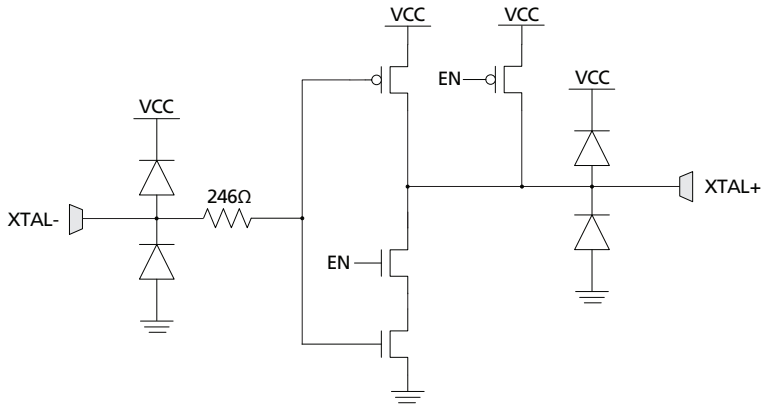 VCC
VCC
EN
VCC
VCC
246Ω
XTAL-
XTAL+
EN